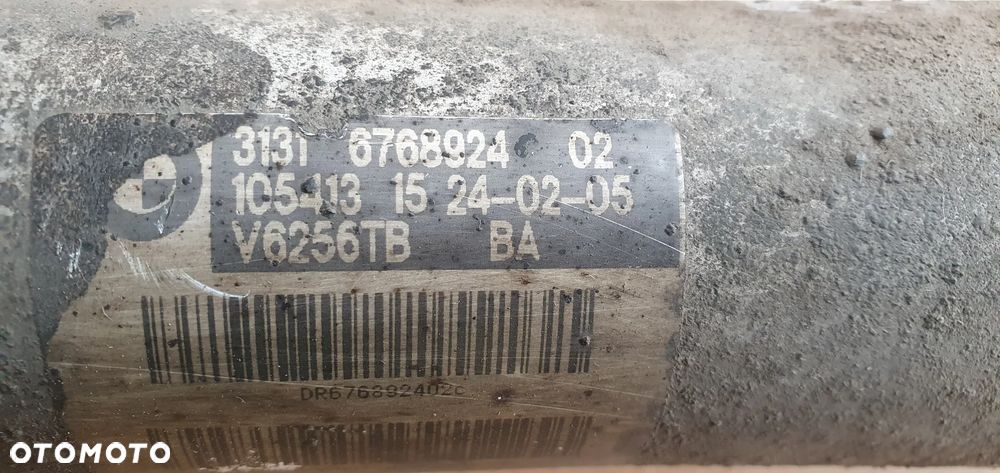 3131 6768924 02
105413 15 24-02-05
V6256TB BA
DR676892402c
OTOMOTO